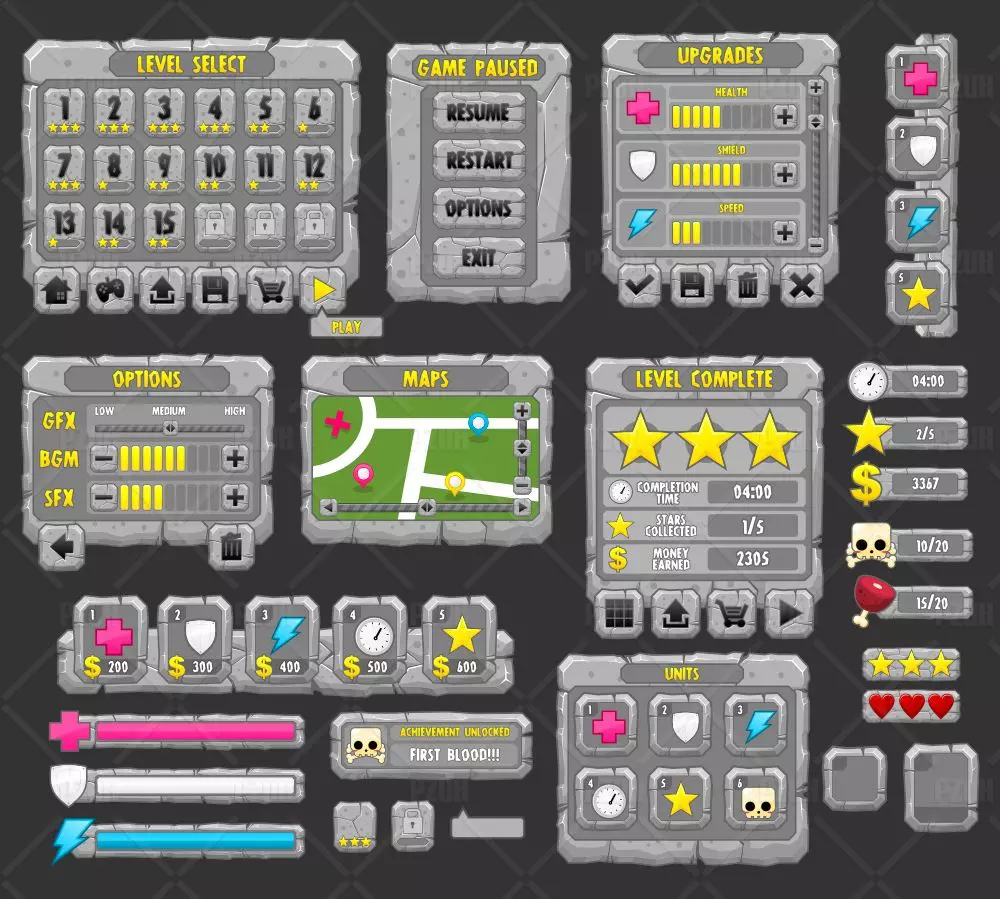 LEVEL SELECT
1 2 3 4 5 6
7 8 9 10 11 12
13 14 15
PLAY
GAME PAUSED
RESUME
RESTART
OPTIONS
EXIT
UPGRADES
HEALTH
SHIELD
SPEED
1
2
3
5
OPTIONS
LOW MEDIUM HIGH
GFX
BGM
SFX
MAPS
LEVEL COMPLETE
COMPLETION
TIME
04:00
STARS
COLLECTED
1/5
MONEY
EARNED
2305
04:00
2/5
3367
10/20
15/20
1 2 3 4 5
$ 200 $ 300 $ 400 $ 500 $ 600
ACHIEVEMENT UNLOCKED
FIRST BLOOD!!!
UNITS
1 2 3
4 5 6